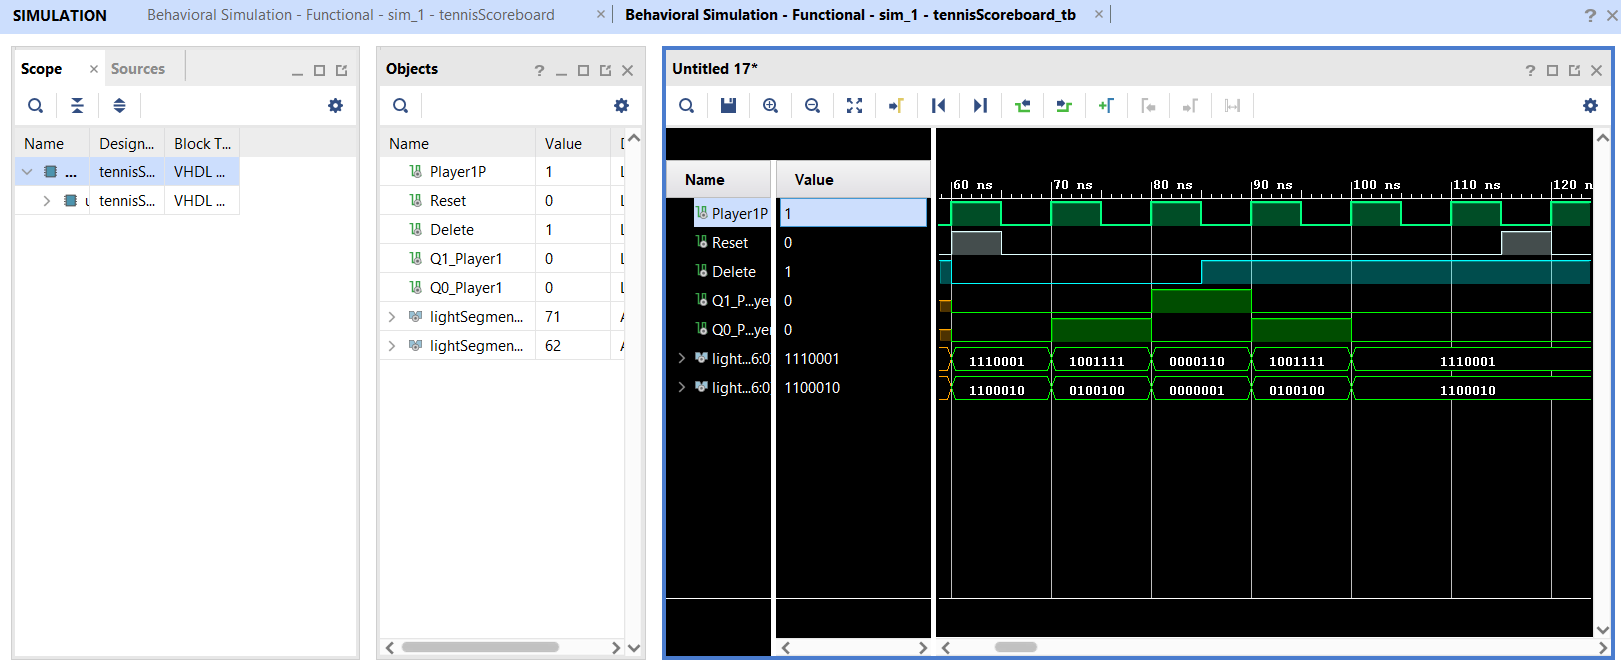 SIMULATION
Behavioral Simulation - Functional - sim_1 - tennisScoreboard ×
Behavioral Simulation - Functional - sim_1 - tennisScoreboard_tb ×
? ×
Scope × Sources
Name Design... Block T...
... tennisS... VHDL ...
u tennisS... VHDL ...
Objects ?
Name Value
Player1P 1
Reset 0
Delete 1
Q1_Player1 0
Q0_Player1 0
lightSegmen... 71
lightSegmen... 62
Untitled 17* ?
Name Value
60 ns 70 ns 80 ns 90 ns 100 ns 110 ns 120 n
Player1P 1
Reset 0
Delete 1
Q1_P...yer 0
Q0_P...yer 0
light...6:0] 1110001 1110001 1001111 0000110 1001111 1110001
light...6:0] 1100010 1100010 0100100 0000001 0100100 1100010